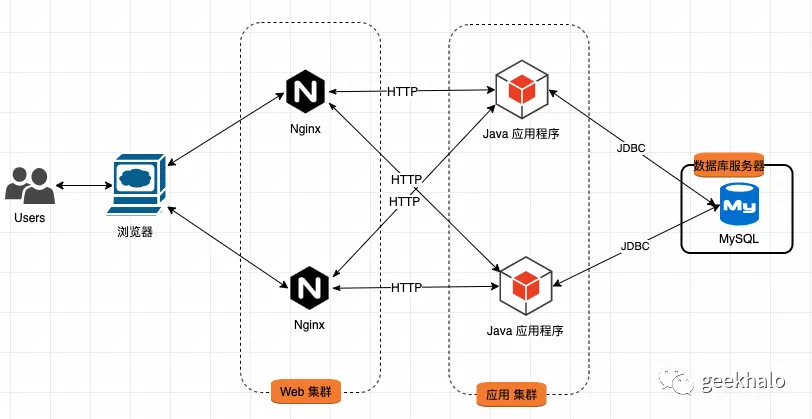 Users
浏览器
Nginx
Nginx
Web 集群
HTTP
HTTP
HTTP
HTTP
Java 应用程序
Java 应用程序
应用 集群
JDBC
JDBC
数据库服务器
My
MySQL
geekhalo